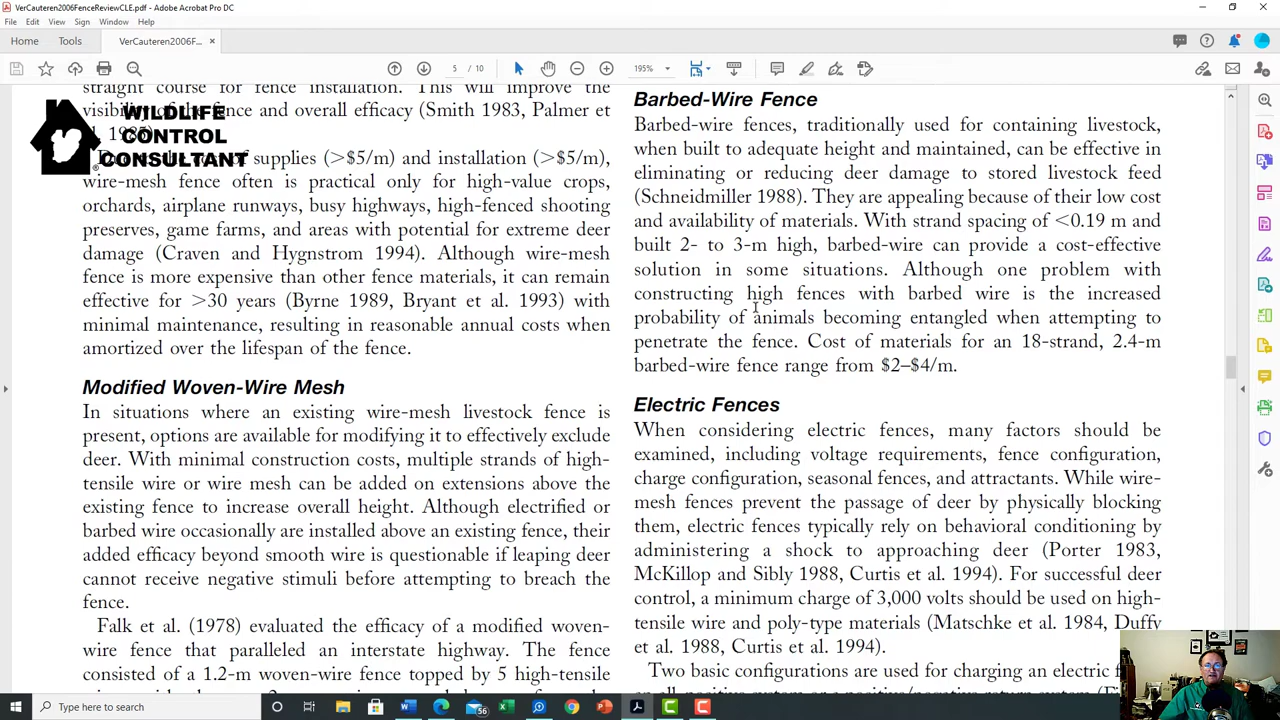 VerCauteren2006FenceReviewCLE.pdf - Adobe Acrobat Pro DC
File Edit View Sign Window Help
Home Tools VerCauteren2006F... ×
5 / 10 195%
straight course for fence installation. This will improve the
visibility of the fence and overall efficacy (Smith 1983, Palmer et
1985).
WILDLIFE
CONTROL
CONSULTANT
®
of supplies (>$5/m) and installation (>$5/m),
wire-mesh fence often is practical only for high-value crops,
orchards, airplane runways, busy highways, high-fenced shooting
preserves, game farms, and areas with potential for extreme deer
damage (Craven and Hygnstrom 1994). Although wire-mesh
fence is more expensive than other fence materials, it can remain
effective for >30 years (Byrne 1989, Bryant et al. 1993) with
minimal maintenance, resulting in reasonable annual costs when
amortized over the lifespan of the fence.
Modified Woven-Wire Mesh
In situations where an existing wire-mesh livestock fence is
present, options are available for modifying it to effectively exclude
deer. With minimal construction costs, multiple strands of high-
tensile wire or wire mesh can be added on extensions above the
existing fence to increase overall height. Although electrified or
barbed wire occasionally are installed above an existing fence, their
added efficacy beyond smooth wire is questionable if leaping deer
cannot receive negative stimuli before attempting to breach the
fence.
Falk et al. (1978) evaluated the efficacy of a modified woven-
wire fence that paralleled an interstate highway. The fence
consisted of a 1.2-m woven-wire fence topped by 5 high-tensile
Barbed-Wire Fence
Barbed-wire fences, traditionally used for containing livestock,
when built to adequate height and maintained, can be effective in
eliminating or reducing deer damage to stored livestock feed
(Schneidmiller 1988). They are appealing because of their low cost
and availability of materials. With strand spacing of <0.19 m and
built 2- to 3-m high, barbed-wire can provide a cost-effective
solution in some situations. Although one problem with
constructing high fences with barbed wire is the increased
probability of animals becoming entangled when attempting to
penetrate the fence. Cost of materials for an 18-strand, 2.4-m
barbed-wire fence range from $2–$4/m.
Electric Fences
When considering electric fences, many factors should be
examined, including voltage requirements, fence configuration,
charge configuration, seasonal fences, and attractants. While wire-
mesh fences prevent the passage of deer by physically blocking
them, electric fences typically rely on behavioral conditioning by
administering a shock to approaching deer (Porter 1983,
McKillop and Sibly 1988, Curtis et al. 1994). For successful deer
control, a minimum charge of 3,000 volts should be used on high-
tensile wire and poly-type materials (Matschke et al. 1984, Duffy
et al. 1988, Curtis et al. 1994).
Two basic configurations are used for charging an electric
all-positive system or a positive/negative return system
Type here to search
56